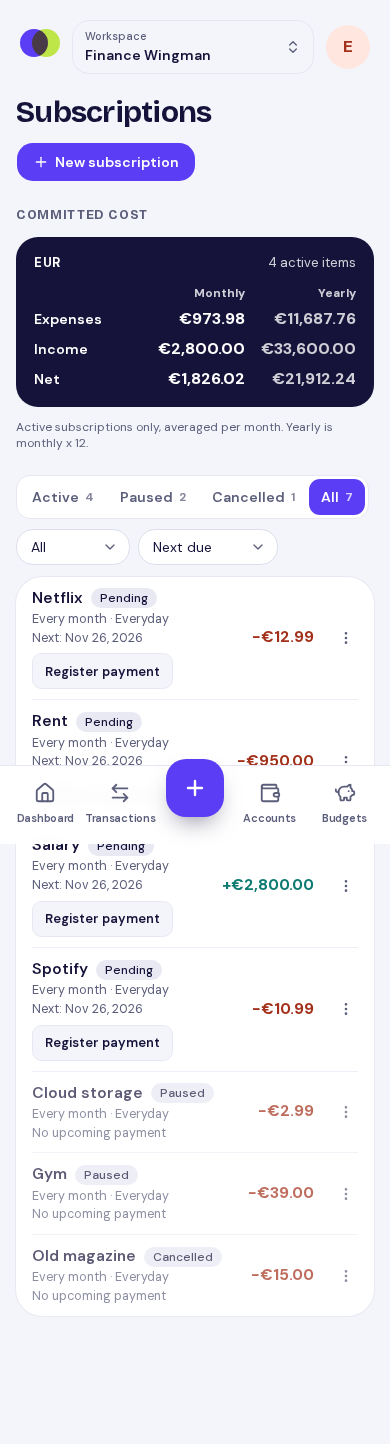 Workspace
Finance Wingman
E
Subscriptions
+ New subscription
COMMITTED COST
EUR
4 active items
Monthly Yearly
Expenses €973.98 €11,687.76
Income €2,800.00 €33,600.00
Net €1,826.02 €21,912.24
Active subscriptions only, averaged per month. Yearly is
monthly x 12.
Active 4 Paused 2 Cancelled 1 All 7
All Next due
Netflix Pending
Every month · Everyday
Next: Nov 26, 2026
-€12.99
Register payment
Rent Pending
Every month · Everyday
Next: Nov 26, 2026
-€950.00
Dashboard Transactions + Accounts Budgets
Salary Pending
Every month · Everyday
Next: Nov 26, 2026
+€2,800.00
Register payment
Spotify Pending
Every month · Everyday
Next: Nov 26, 2026
-€10.99
Register payment
Cloud storage Paused
Every month · Everyday
No upcoming payment
-€2.99
Gym Paused
Every month · Everyday
No upcoming payment
-€39.00
Old magazine Cancelled
Every month · Everyday
No upcoming payment
-€15.00